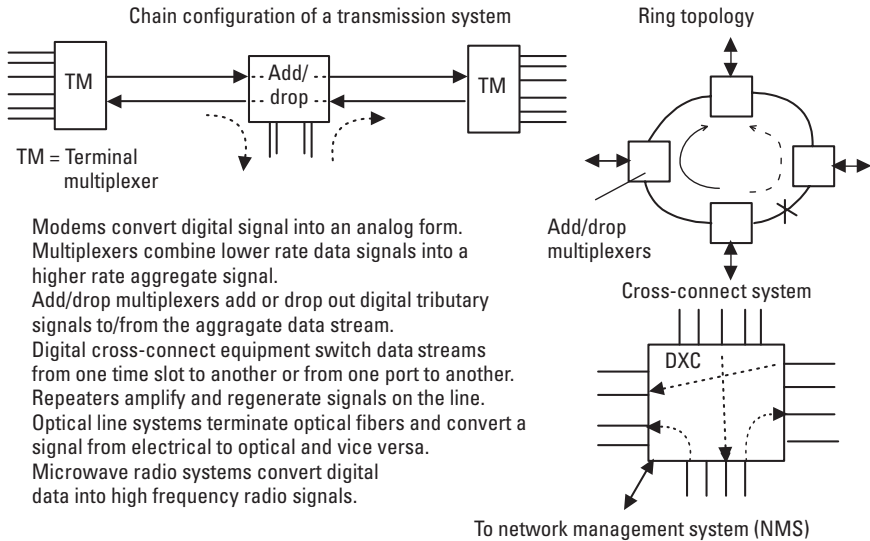 Chain configuration of a transmission system
Ring topology
TM
Add/
drop
TM
TM = Terminal
multiplexer
Add/drop
multiplexers
Modems convert digital signal into an analog form.
Multiplexers combine lower rate data signals into a
higher rate aggregate signal.
Add/drop multiplexers add or drop out digital tributary
signals to/from the aggragate data stream.
Digital cross-connect equipment switch data streams
from one time slot to another or from one port to another.
Repeaters amplify and regenerate signals on the line.
Optical line systems terminate optical fibers and convert a
signal from electrical to optical and vice versa.
Microwave radio systems convert digital
data into high frequency radio signals.
Cross-connect system
DXC
To network management system (NMS)